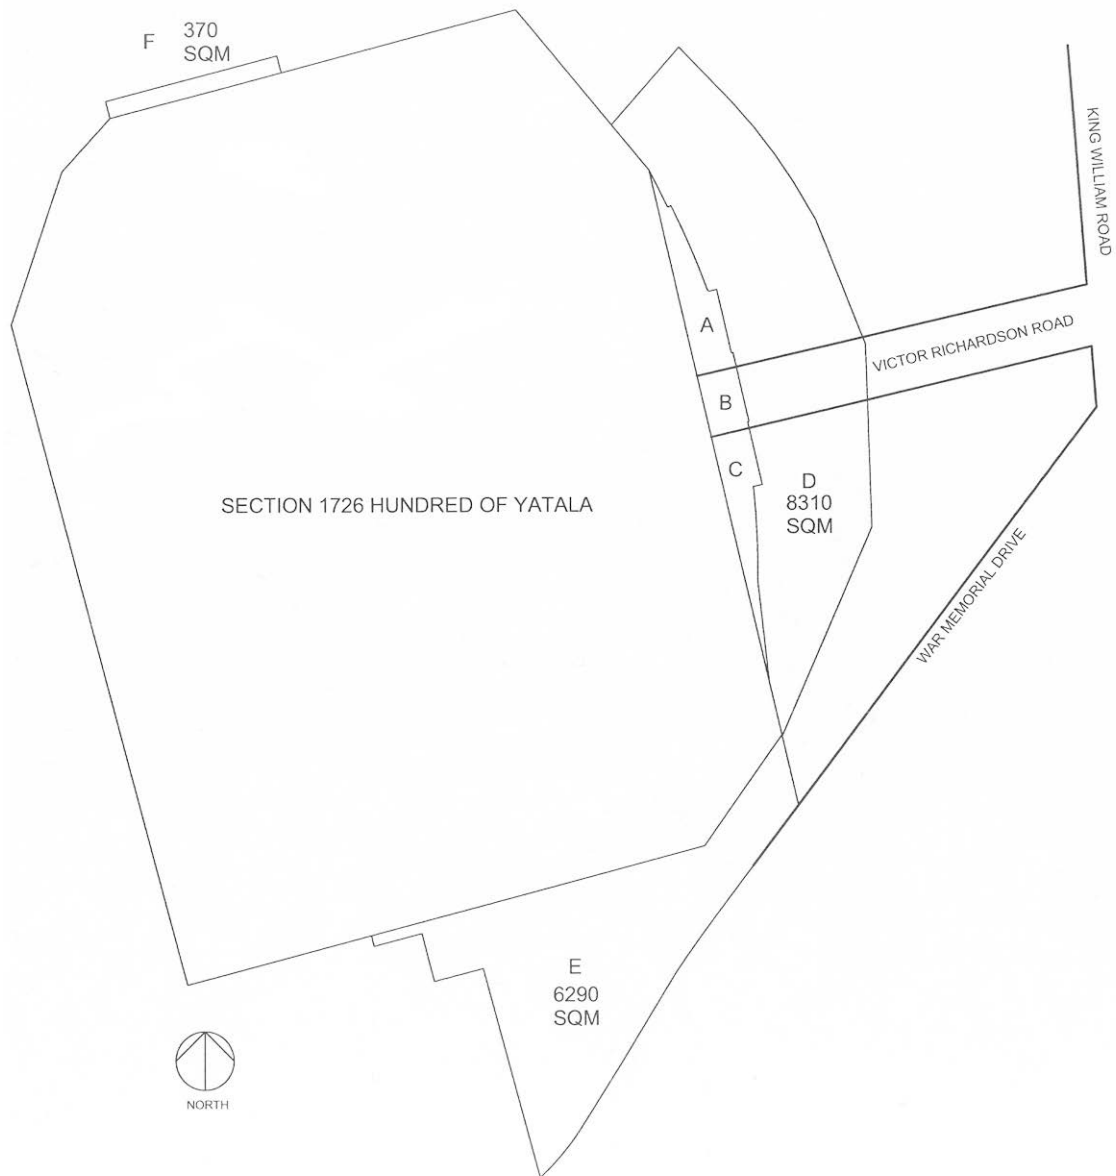 F
370
SQM
KING WILLIAM ROAD
A
VICTOR RICHARDSON ROAD
B
C
D
8310
SQM
SECTION 1726 HUNDRED OF YATALA
WAR MEMORIAL DRIVE
E
6290
SQM
NORTH